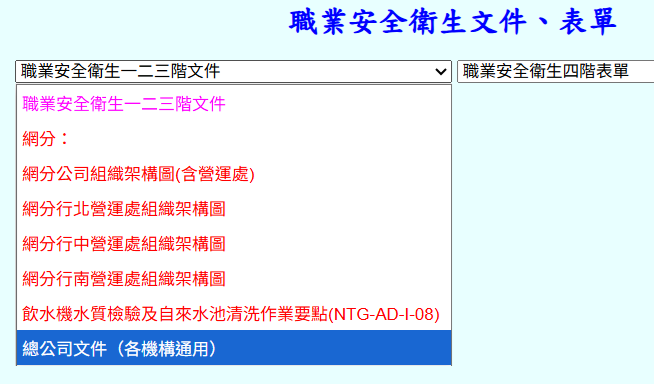 職業安全衛生文件、表單
職業安全衛生一二三階文件 職業安全衛生四階表單
職業安全衛生一二三階文件
網分：
網分公司組織架構圖(含營運處)
網分行北營運處組織架構圖
網分行中營運處組織架構圖
網分行南營運處組織架構圖
飲水機水質檢驗及自來水池清洗作業要點(NTG-AD-I-08)
總公司文件（各機構通用）